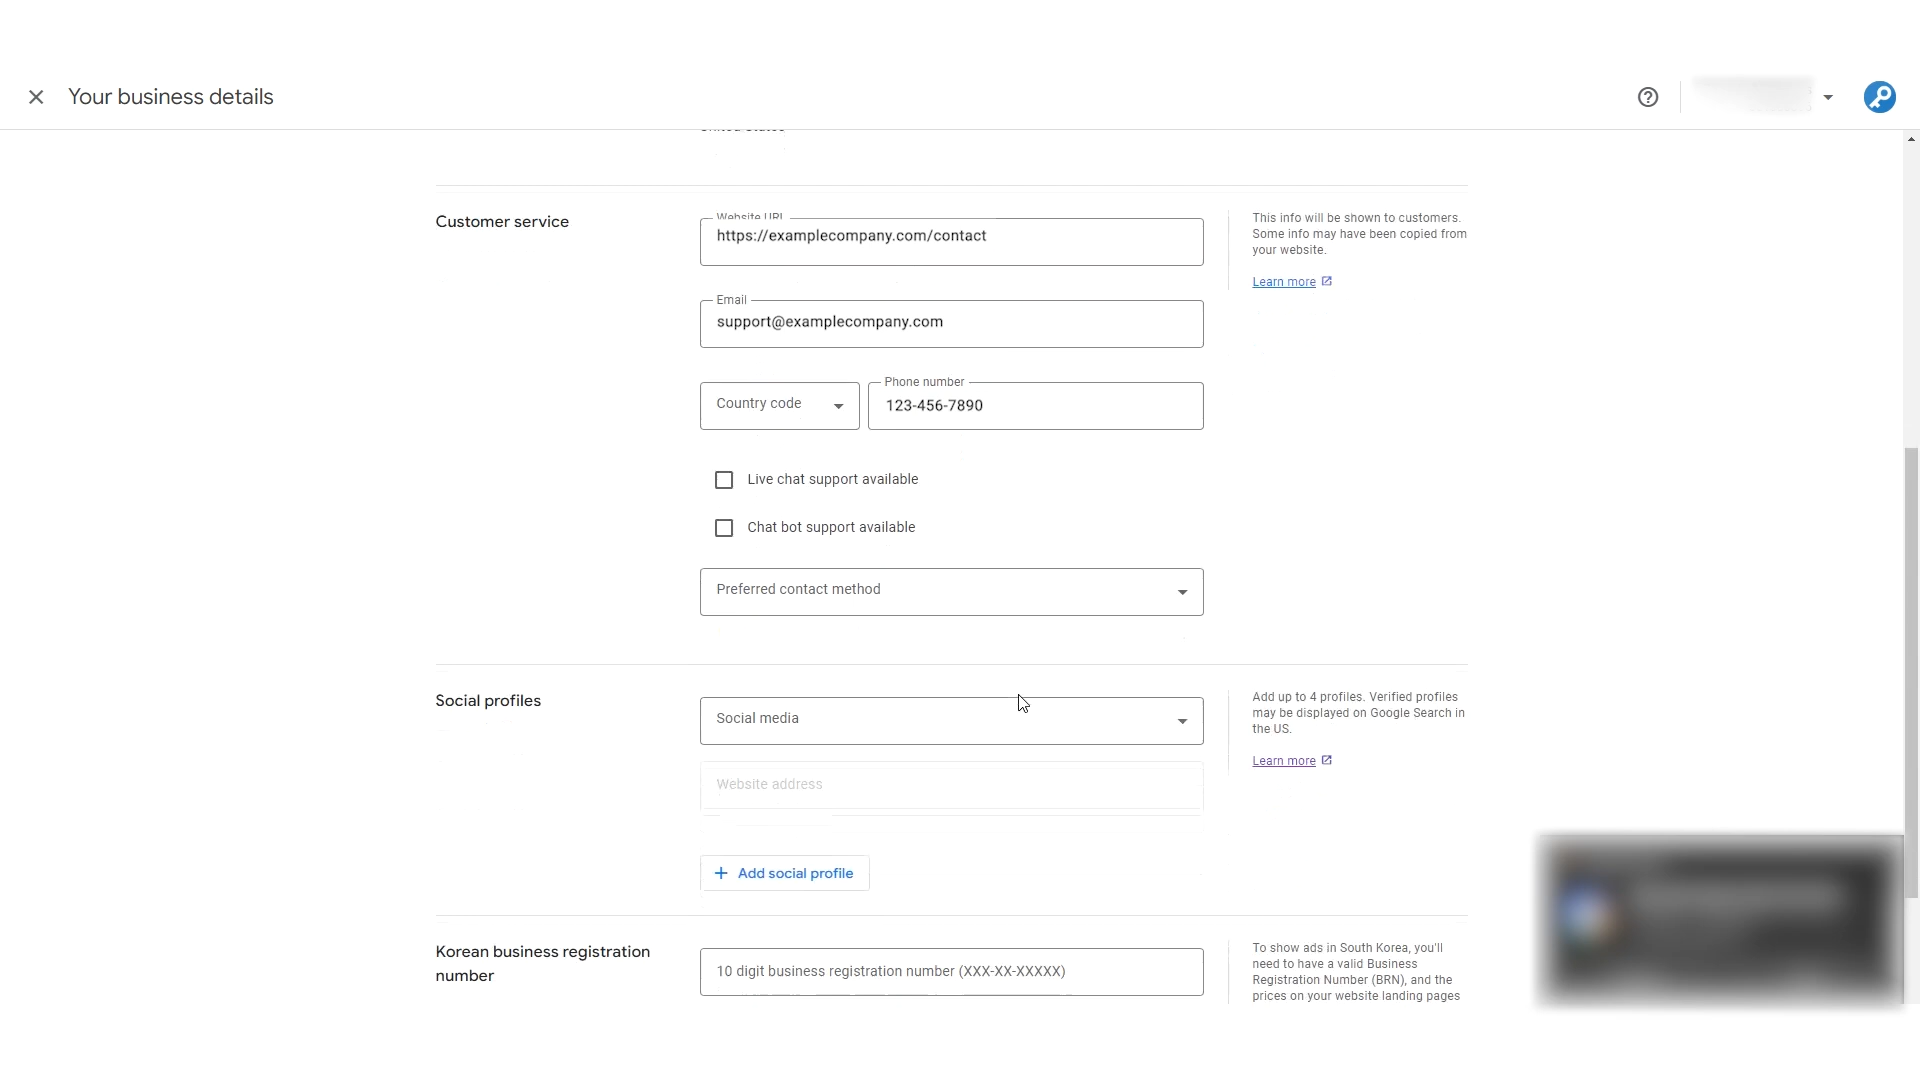 Your business details
United States
Customer service
Website URL
https://examplecompany.com/contact
This info will be shown to customers.
Some info may have been copied from
your website.
Learn more
Email
support@examplecompany.com
Country code
Phone number
123-456-7890
Live chat support available
Chat bot support available
Preferred contact method
Social profiles
Social media
Add up to 4 profiles. Verified profiles
may be displayed on Google Search in
the US.
Learn more
Website address
+ Add social profile
Korean business registration
number
10 digit business registration number (XXX-XX-XXXXX)
To show ads in South Korea, you'll
need to have a valid Business
Registration Number (BRN), and the
prices on your website landing pages